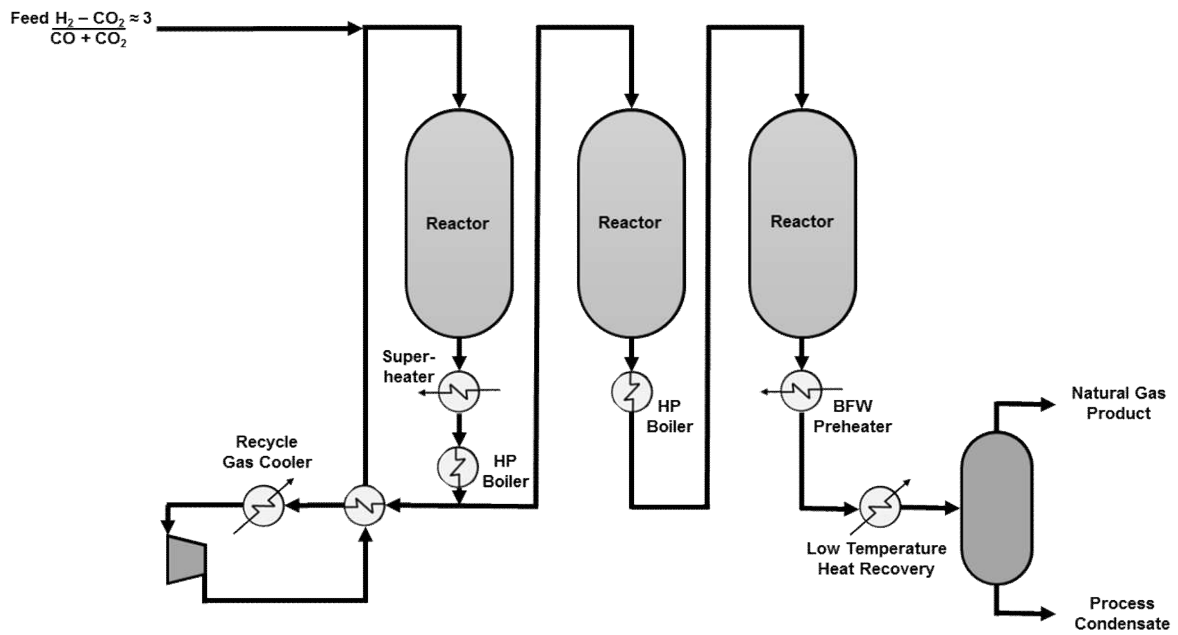 Feed H₂ – CO₂ ≈ 3
CO + CO₂
Reactor
Reactor
Reactor
Super-
heater
HP
Boiler
Recycle
Gas Cooler
HP
Boiler
BFW
Preheater
Low Temperature
Heat Recovery
Natural Gas
Product
Process
Condensate